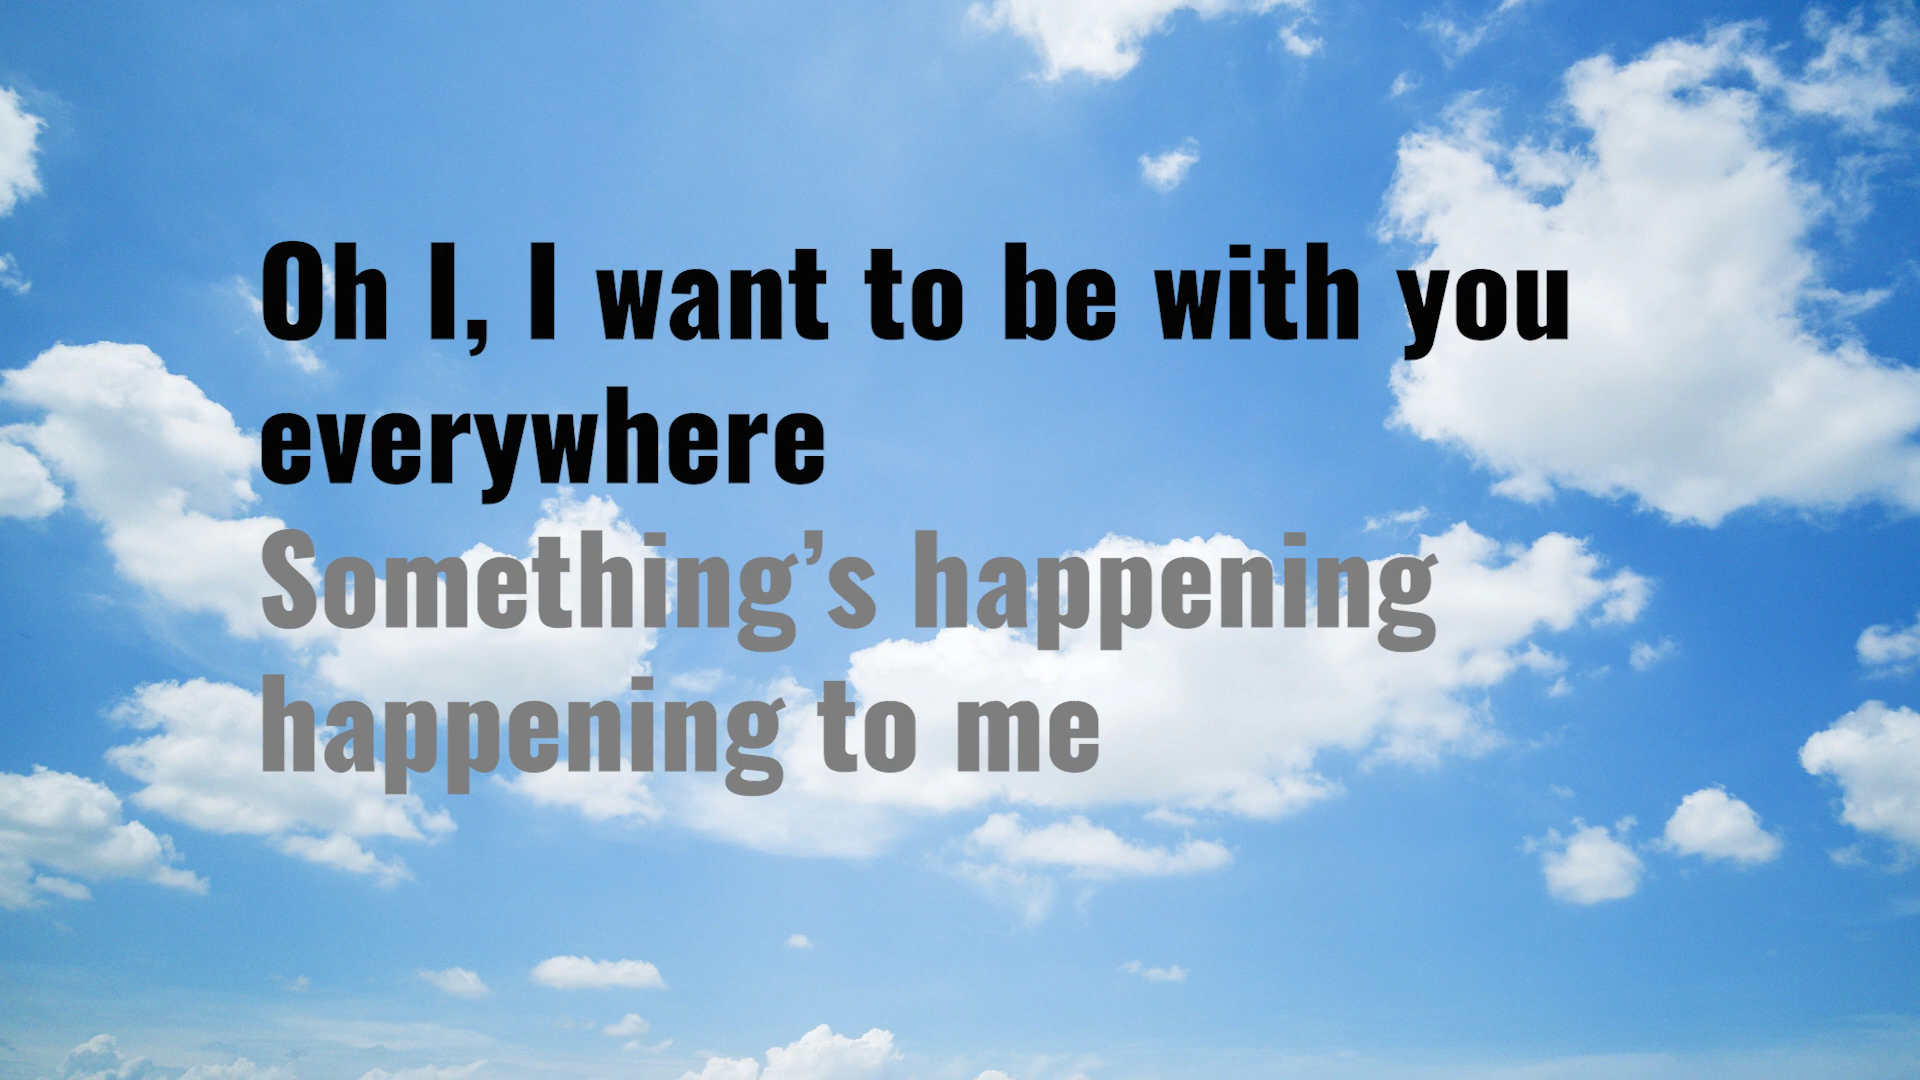 Oh I, I want to be with you
everywhere
Something’s happening
happening to me